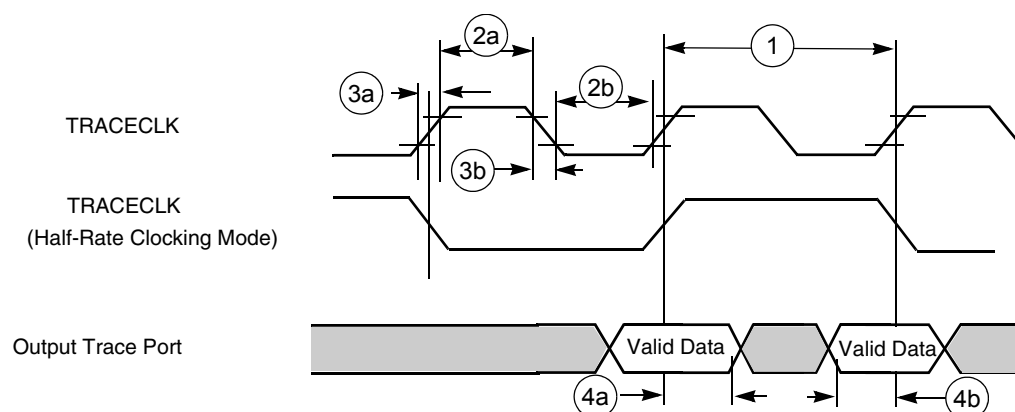 2a
1
3a
2b
TRACECLK
3b
TRACECLK
(Half-Rate Clocking Mode)
Output Trace Port
Valid Data
Valid Data
4a
4b